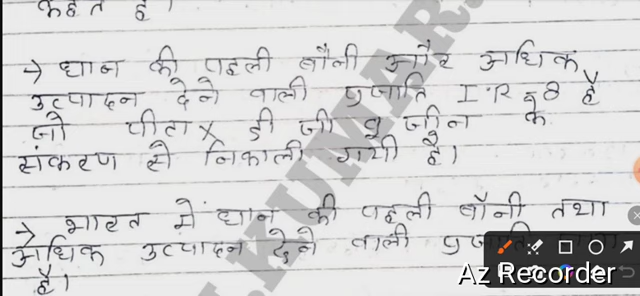 कहते हैं।
→ धान की पहली बौनी और अधिक
उत्पादन देने वाली प्रजाति IR 8 है
जो पीटा x डी जी वू जीन के
संकरण से निकाली गयी है।
→ भारत में धान की पहली बौनी तथा
अधिक उत्पादन देने वाली प्रजाति
है।
KUMAR
Az Recorder